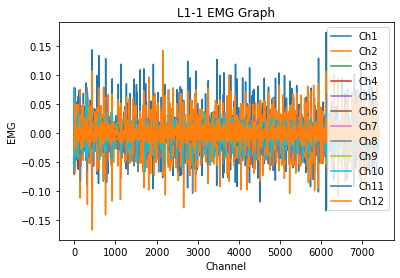 L1-1 EMG Graph
EMG
0.15
0.10
0.05
0.00
−0.05
−0.10
−0.15
0
1000
2000
3000
4000
5000
6000
7000
Channel
Ch1
Ch2
Ch3
Ch4
Ch5
Ch6
Ch7
Ch8
Ch9
Ch10
Ch11
Ch12